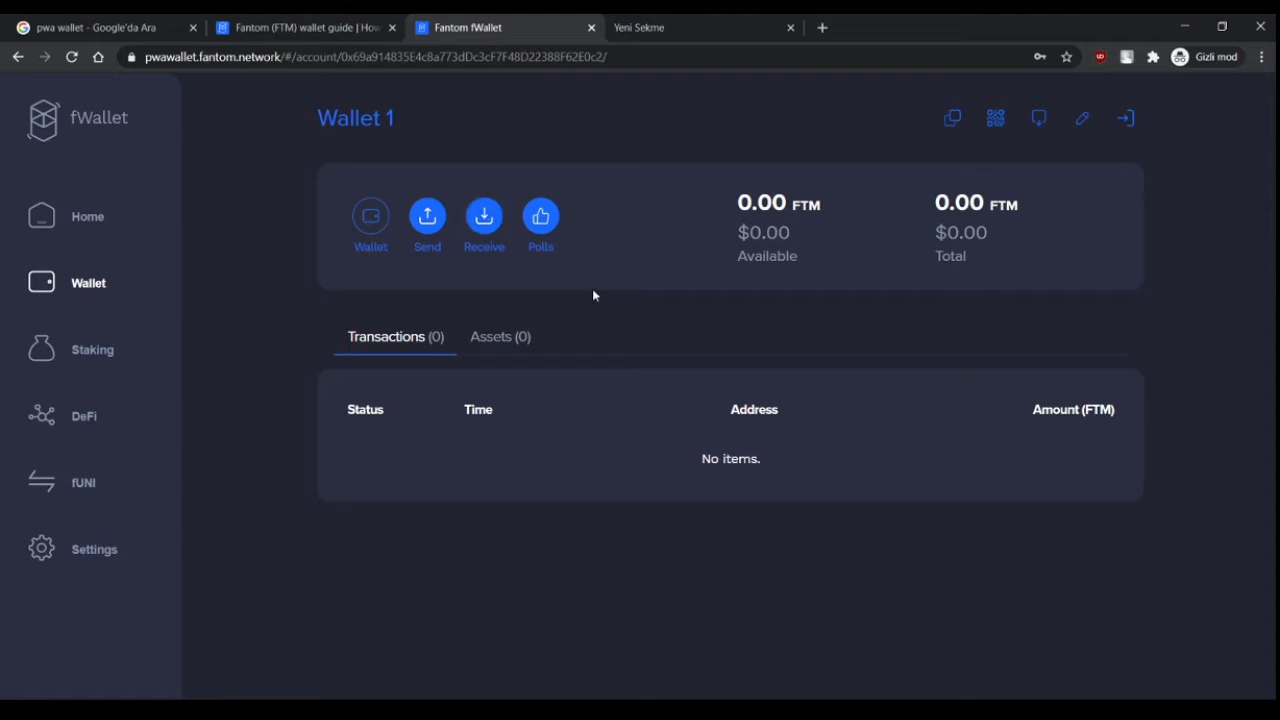 pwa wallet - Google'da Ara
Fantom (FTM) wallet guide | How
Fantom fWallet
Yeni Sekme
pwawallet.fantom.network/#/account/0x69a914835E4c8a773dDc3cF7F48D22388F62E0c2/
Gizli mod
fWallet
Home
Wallet
Staking
DeFi
fUNI
Settings
Wallet 1
Wallet
Send
Receive
Polls
0.00 FTM
$0.00
Available
0.00 FTM
$0.00
Total
Transactions (0)
Assets (0)
Status Time Address Amount (FTM)
No items.